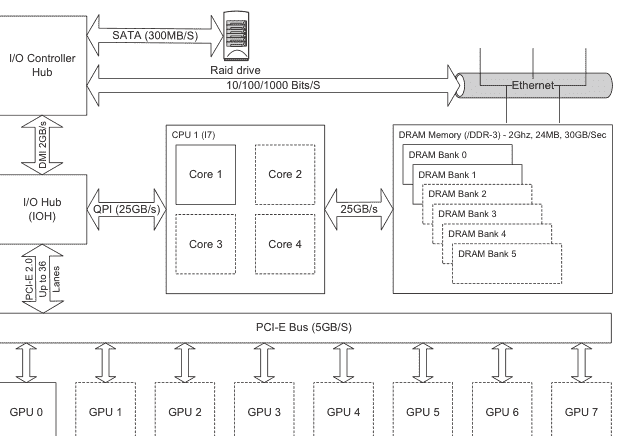 SATA (300MB/S)
I/O Controller
Hub
Raid drive
10/100/1000 Bits/S
Ethernet
DMI 2GB/s
CPU 1 (I7)
Core 1
Core 2
Core 3
Core 4
DRAM Memory (/DDR-3) - 2Ghz, 24MB, 30GB/Sec
DRAM Bank 0
DRAM Bank 1
DRAM Bank 2
DRAM Bank 3
DRAM Bank 4
DRAM Bank 5
I/O Hub
(IOH)
QPI (25GB/s)
25GB/s
PCI-E 2.0
Up to 36
Lanes
PCI-E Bus (5GB/S)
GPU 0
GPU 1
GPU 2
GPU 3
GPU 4
GPU 5
GPU 6
GPU 7